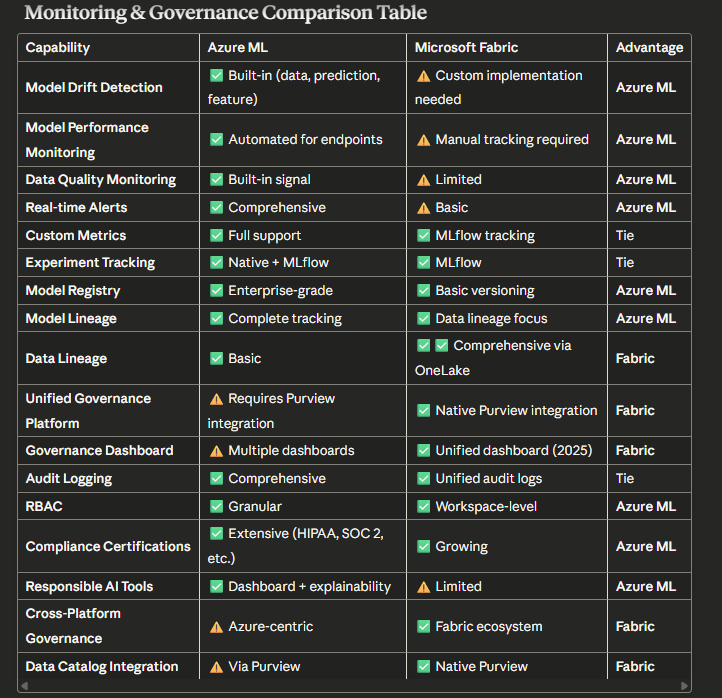 Monitoring & Governance Comparison Table
Capability Azure ML Microsoft Fabric Advantage
Model Drift Detection ✅ Built-in (data, prediction, feature) ⚠️ Custom implementation needed Azure ML
Model Performance Monitoring ✅ Automated for endpoints ⚠️ Manual tracking required Azure ML
Data Quality Monitoring ✅ Built-in signal ⚠️ Limited Azure ML
Real-time Alerts ✅ Comprehensive ⚠️ Basic Azure ML
Custom Metrics ✅ Full support ✅ MLflow tracking Tie
Experiment Tracking ✅ Native + MLflow ✅ MLflow Tie
Model Registry ✅ Enterprise-grade ✅ Basic versioning Azure ML
Model Lineage ✅ Complete tracking ✅ Data lineage focus Azure ML
Data Lineage ✅ Basic ✅ ✅ Comprehensive via OneLake Fabric
Unified Governance Platform ⚠️ Requires Purview integration ✅ Native Purview integration Fabric
Governance Dashboard ⚠️ Multiple dashboards ✅ Unified dashboard (2025) Fabric
Audit Logging ✅ Comprehensive ✅ Unified audit logs Tie
RBAC ✅ Granular ✅ Workspace-level Azure ML
Compliance Certifications ✅ Extensive (HIPAA, SOC 2, etc.) ✅ Growing Azure ML
Responsible AI Tools ✅ Dashboard + explainability ⚠️ Limited Azure ML
Cross-Platform Governance ⚠️ Azure-centric ✅ Fabric ecosystem Fabric
Data Catalog Integration ⚠️ Via Purview ✅ Native Purview Fabric